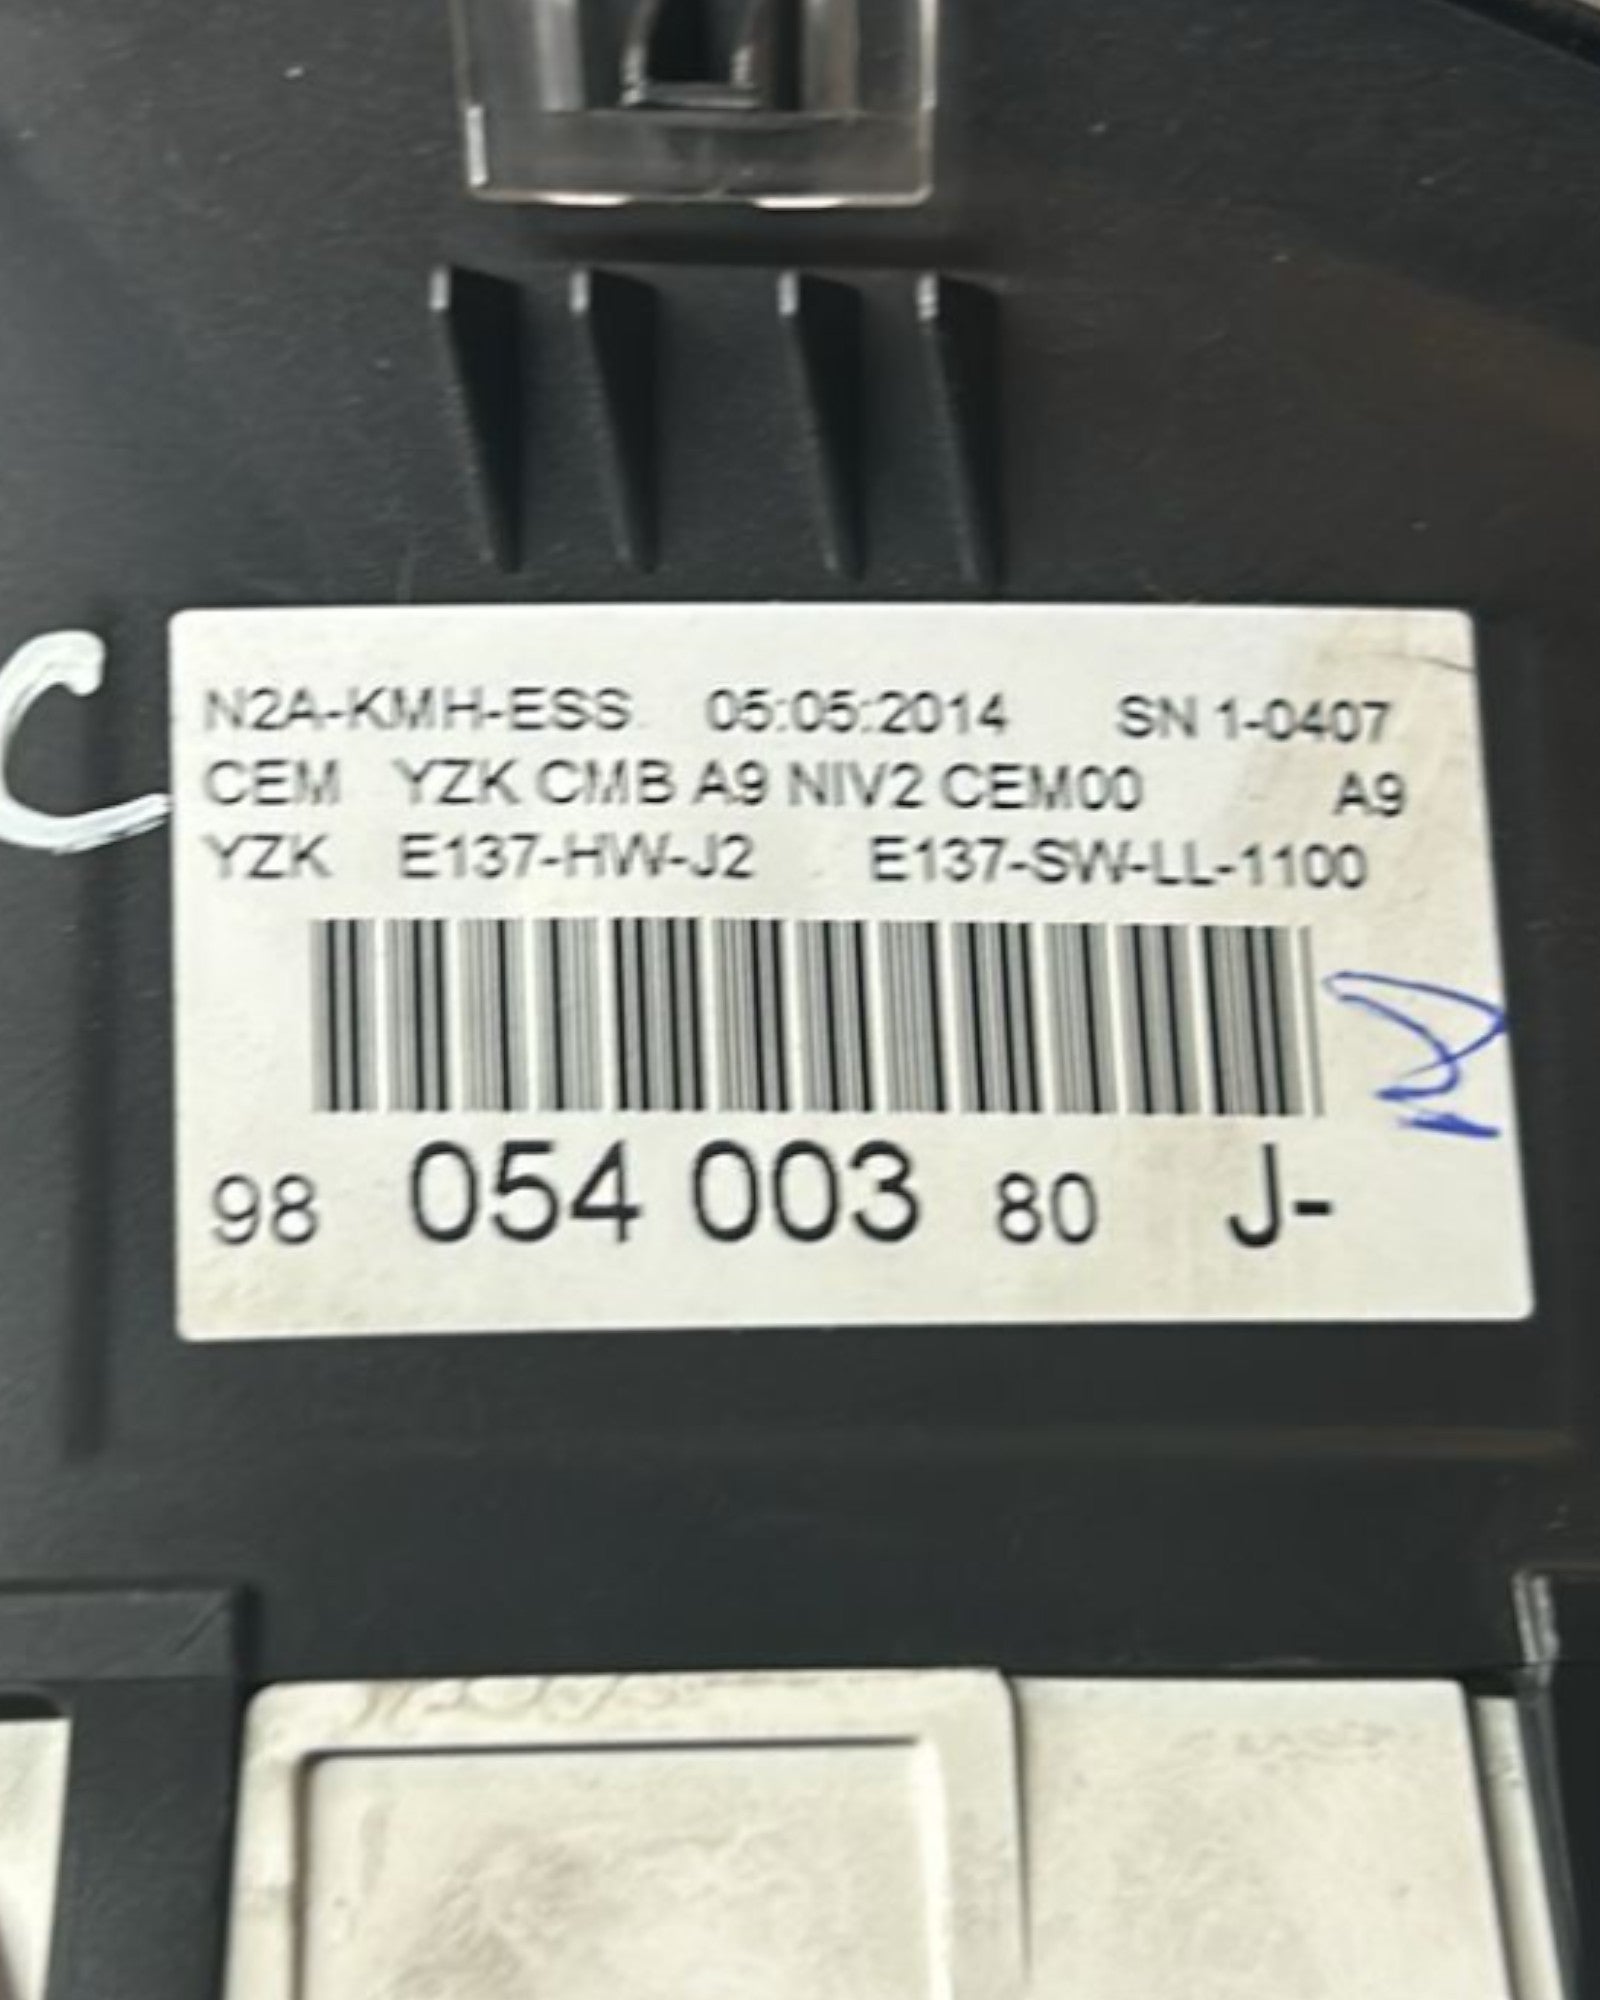 N2A-KMH-ESS 05:05:2014 SN 1-0407
CEM YZK CMB A9 NIV2 CEM00 A9
YZK E137-HW-J2 E137-SW-LL-1100
98 054 003 80 J-
C